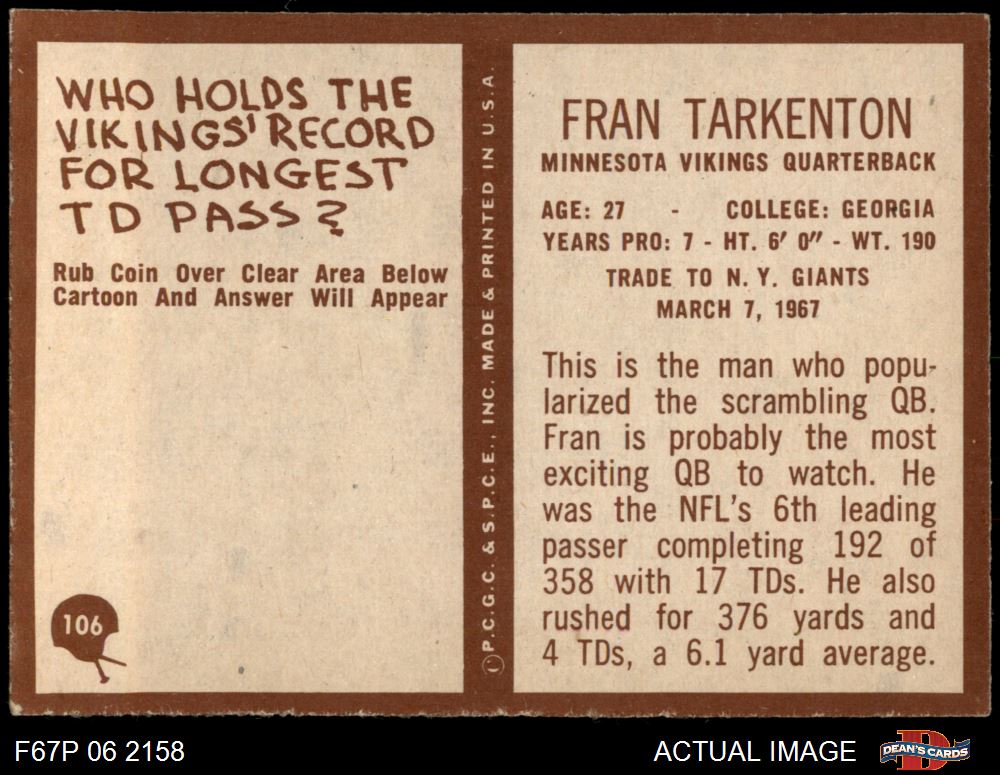 WHO HOLDS THE
VIKINGS' RECORD
FOR LONGEST
TD PASS?
Rub Coin Over Clear Area Below
Cartoon And Answer Will Appear
106
©P.C.G.C. & S.P.C.E., INC. MADE & PRINTED IN U.S.A.
FRAN TARKENTON
MINNESOTA VIKINGS QUARTERBACK
AGE: 27 - COLLEGE: GEORGIA
YEARS PRO: 7 - HT. 6' 0" - WT. 190
TRADE TO N. Y. GIANTS
MARCH 7, 1967
This is the man who popu-
larized the scrambling QB.
Fran is probably the most
exciting QB to watch. He
was the NFL's 6th leading
passer completing 192 of
358 with 17 TDs. He also
rushed for 376 yards and
4 TDs, a 6.1 yard average.
F67P 06 2158
ACTUAL IMAGE
D
DEAN'S CARDS